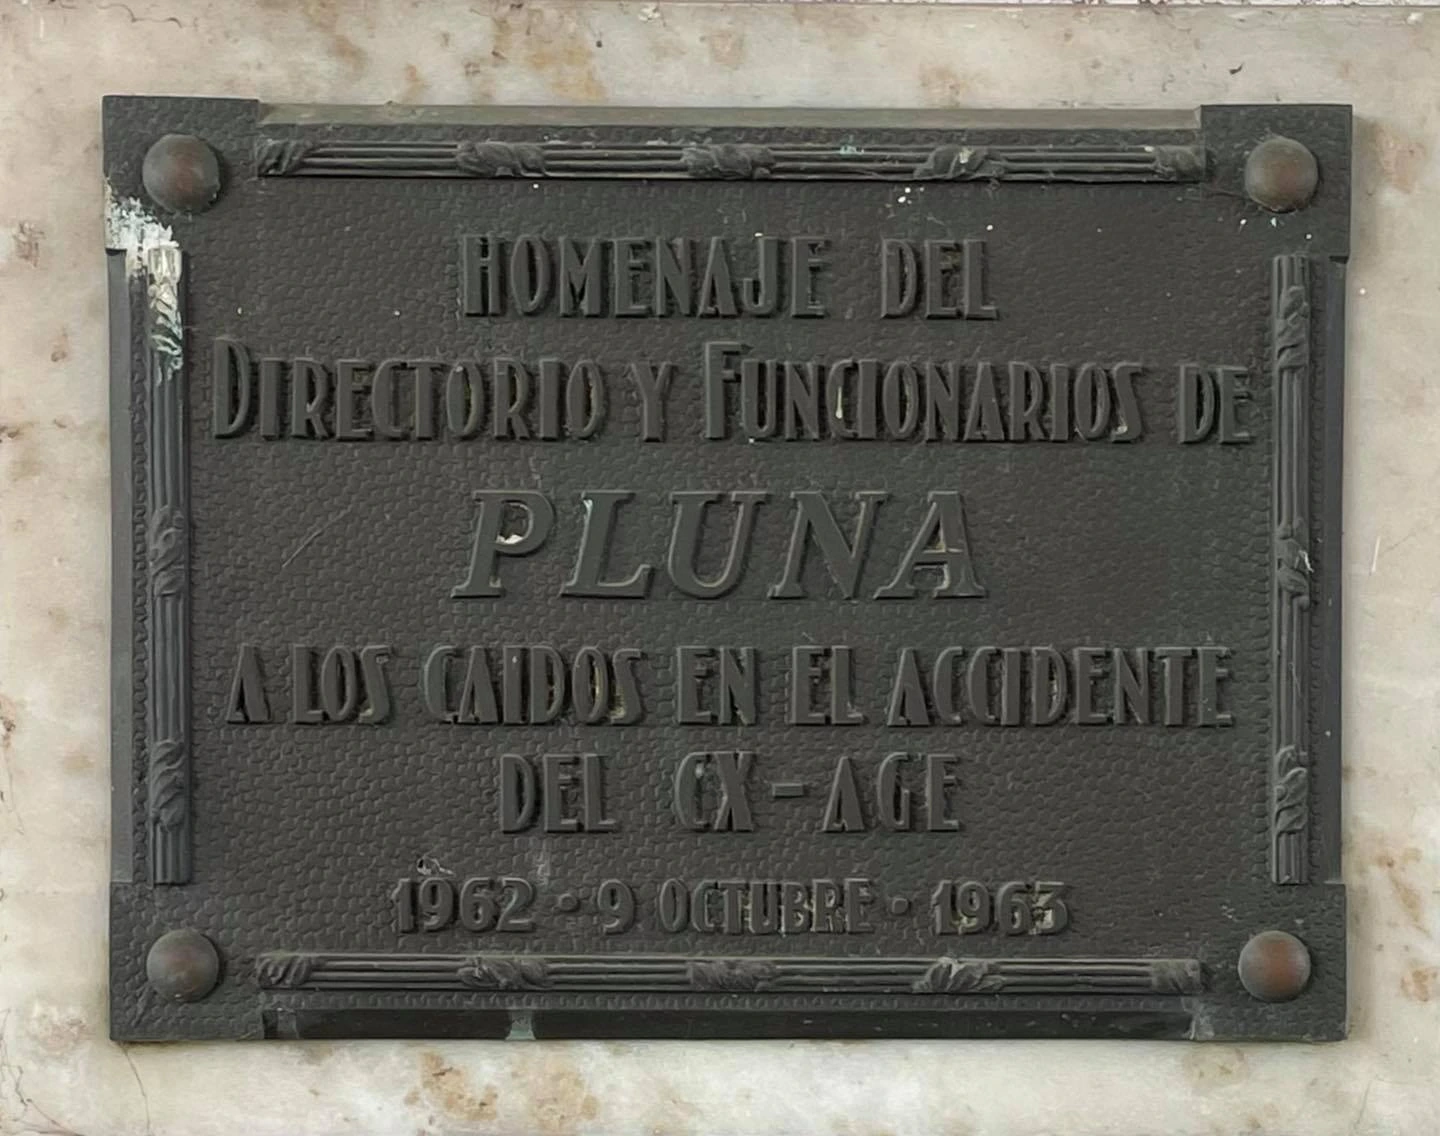 HOMENAJE DEL
DIRECTORIO Y FUNCIONARIOS DE
PLUNA
A LOS CAIDOS EN EL ACCIDENTE
DEL CX-AGE
1962 · 9 OCTUBRE · 1963